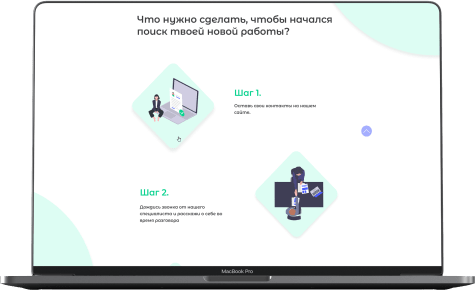 Что нужно сделать, чтобы начался
поиск твоей новой работы?
Шаг 1.
Оставь свои контакты на нашем
сайте.
Шаг 2.
Дождись звонка от нашего
специалиста и расскажи о себе во
время разговора
MacBook Pro